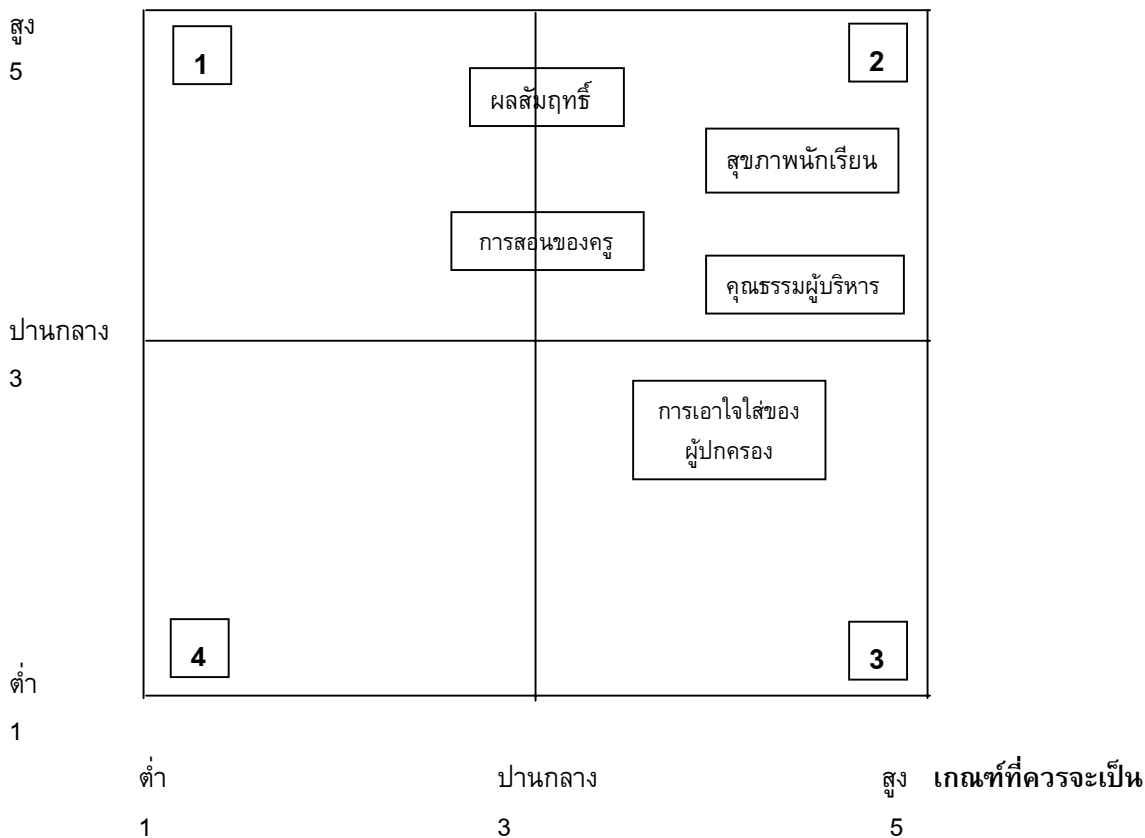 สูง
5
1
2
ผลสัมฤทธิ์
สุขภาพนักเรียน
การสอนของครู
คุณธรรมผู้บริหาร
ปานกลาง
3
การเอาใจใส่ของ
ผู้ปกครอง
4
3
ต่ำ
1
ต่ำ ปานกลาง สูง เกณฑ์ที่ควรจะเป็น
1 3 5